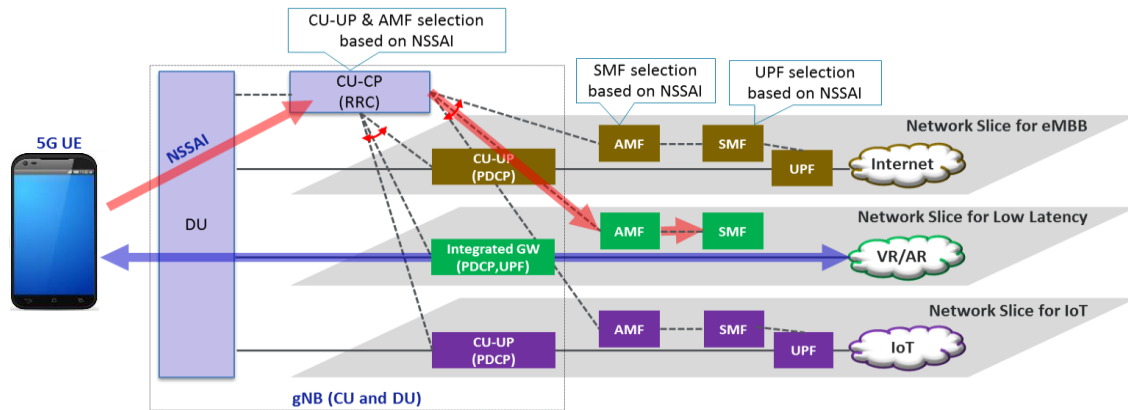 CU-UP & AMF selection
based on NSSAI
SMF selection
based on NSSAI
UPF selection
based on NSSAI
CU-CP
(RRC)
5G UE
NSSAI
DU
Network Slice for eMBB
AMF
SMF
CU-UP
(PDCP)
UPF
Internet
Network Slice for Low Latency
AMF
SMF
Integrated GW
(PDCP,UPF)
VR/AR
Network Slice for IoT
AMF
SMF
CU-UP
(PDCP)
UPF
IoT
gNB (CU and DU)